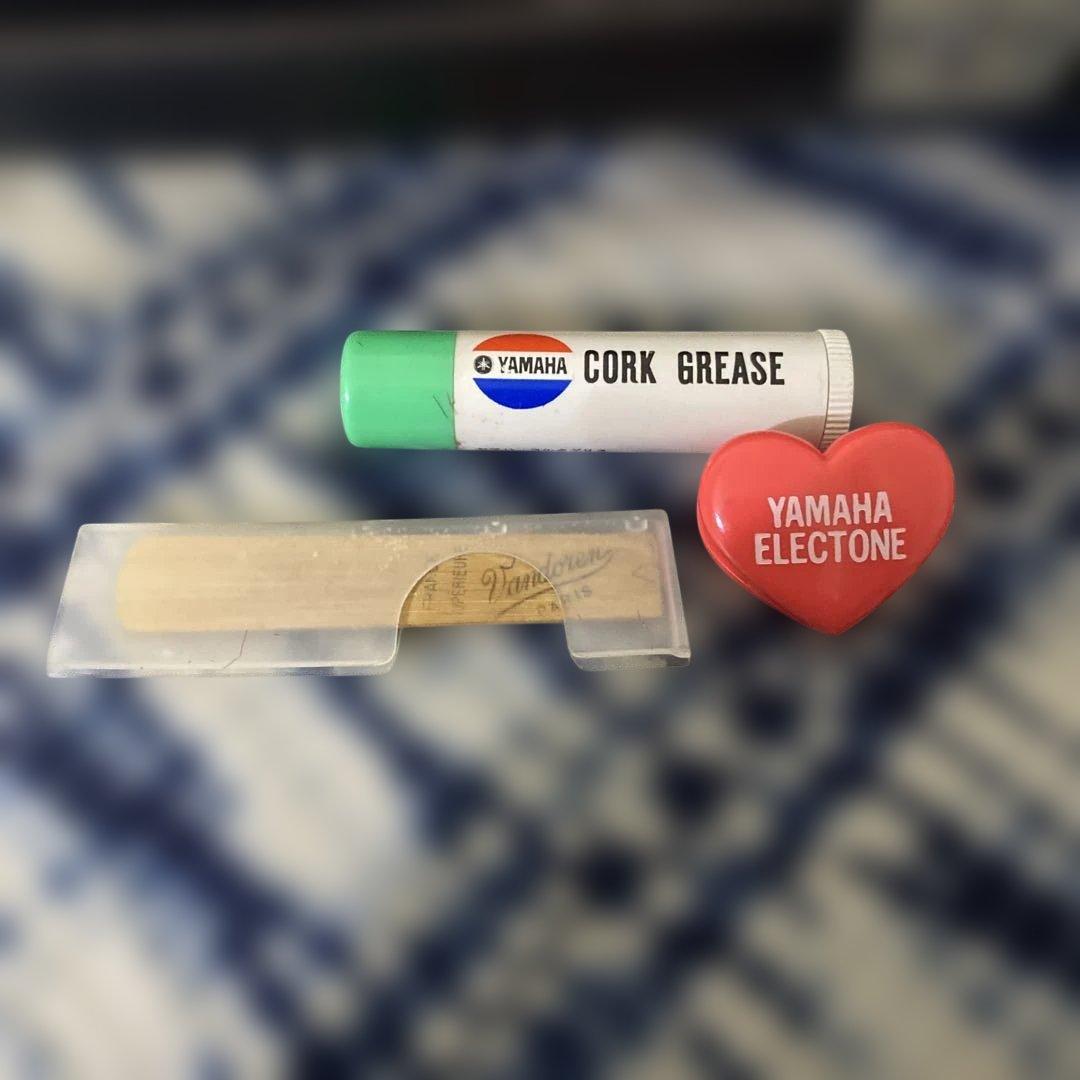 YAMAHA CORK GREASE
YAMAHA
ELECTONE
Vandoren
PARIS